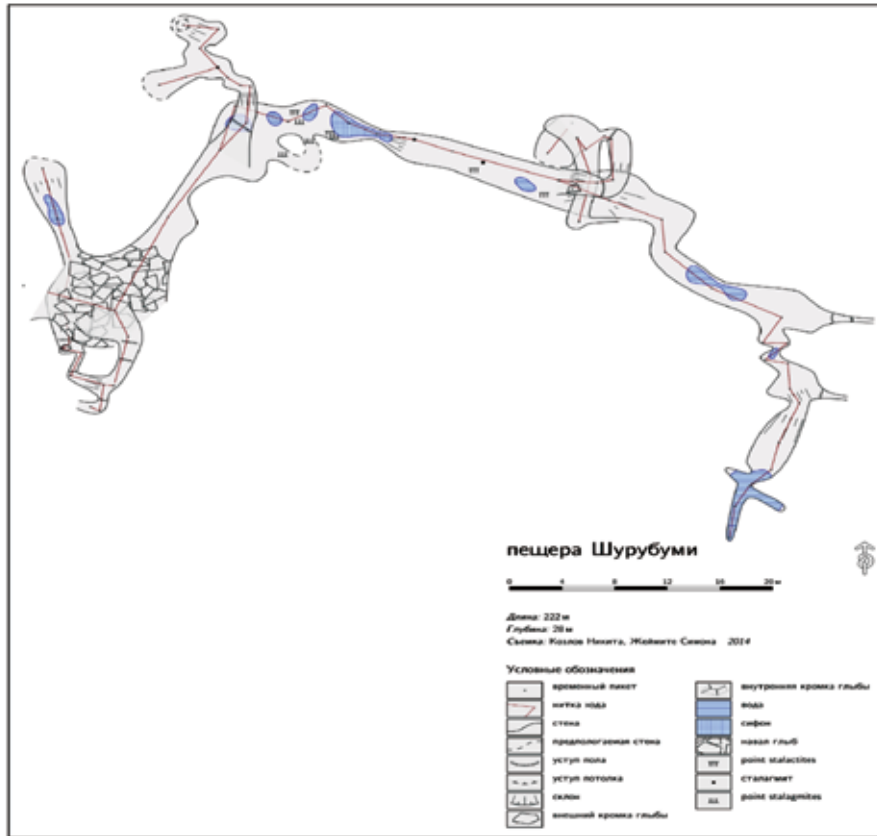 пещера Шурубуми
0 4 8 12 16 20 м
Длина: 222 м
Глубина: 28 м
Съемка: Козлов Никита, Жеймите Симона 2014
Условные обозначения
временный пикет
нитка хода
стена
предпологаемая стена
уступ пола
уступ потолка
склон
внешний кромка глыбы
внутренняя кромка глыбы
вода
сифон
навал глыб
point stalactites
сталагмит
point stalagmites